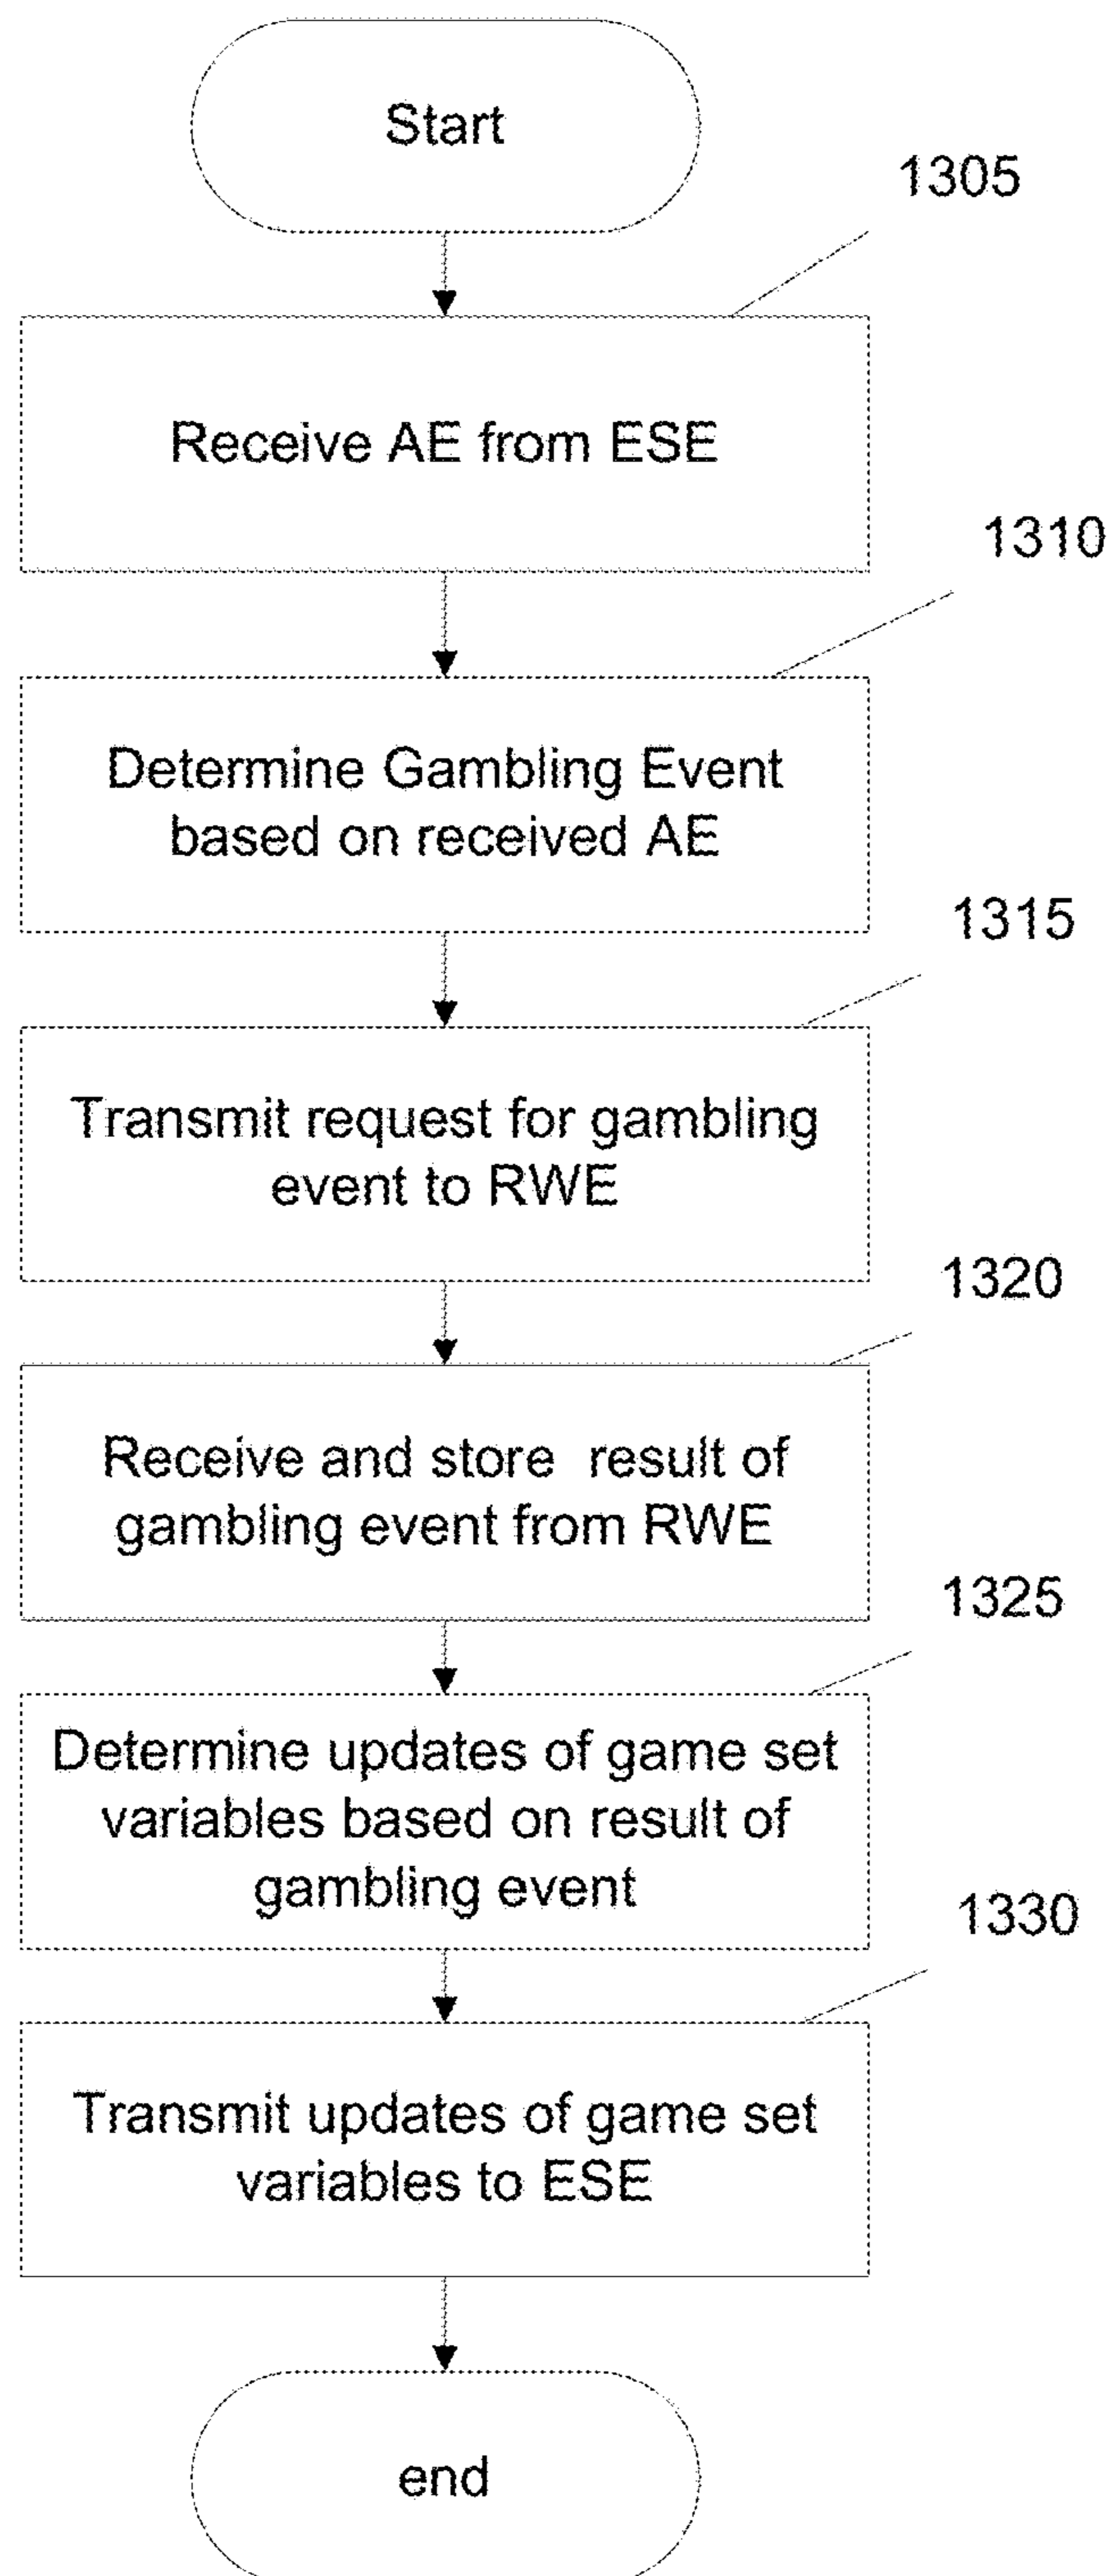 Start
1305
Receive AE from ESE
1310
Determine Gambling Event
based on received AE
1315
Transmit request for gambling
event to RWE
1320
Receive and store  result of
gambling event from RWE
1325
Determine updates of game set
variables based on result of
gambling event
1330
Transmit updates of game set
variables to ESE
end